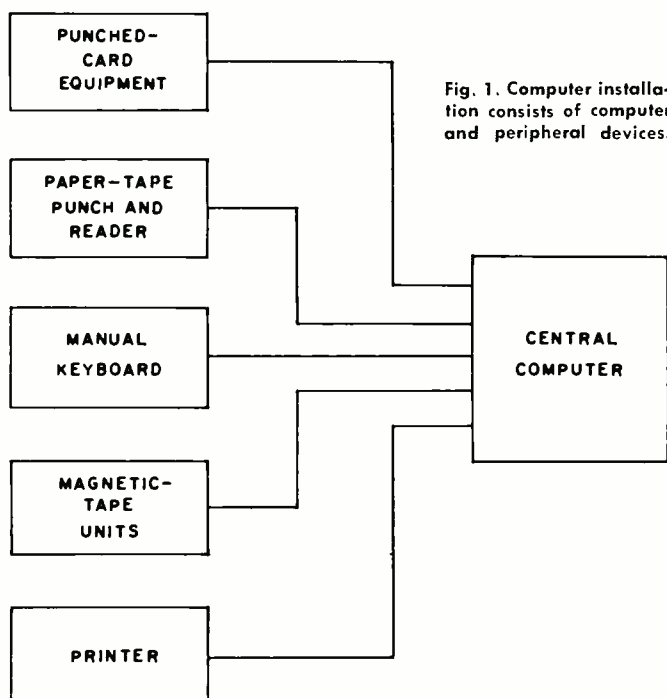 PUNCHED-
CARD
EQUIPMENT
Fig. 1. Computer installa-
tion consists of computer
and peripheral devices.
PAPER-TAPE
PUNCH AND
READER
MANUAL
KEYBOARD
CENTRAL
COMPUTER
MAGNETIC-
TAPE
UNITS
PRINTER